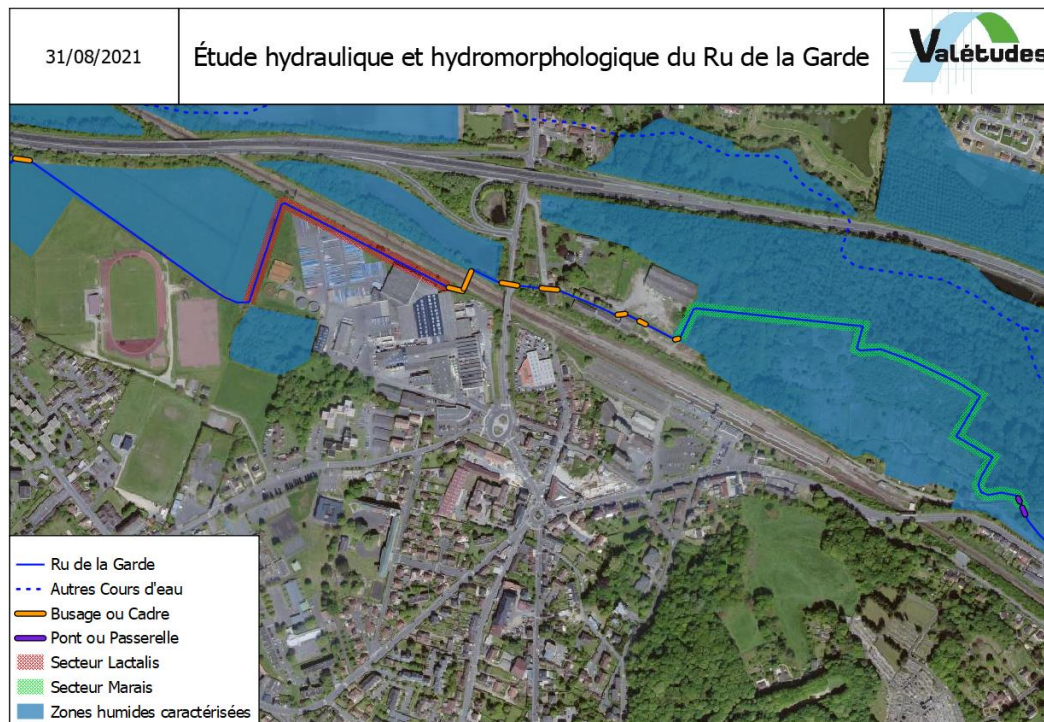 31/08/2021
Étude hydraulique et hydromorphologique du Ru de la Garde
Valétudes
Ru de la Garde
Autres Cours d'eau
Busage ou Cadre
Pont ou Passerelle
Secteur Lactalis
Secteur Marais
Zones humides caractérisées